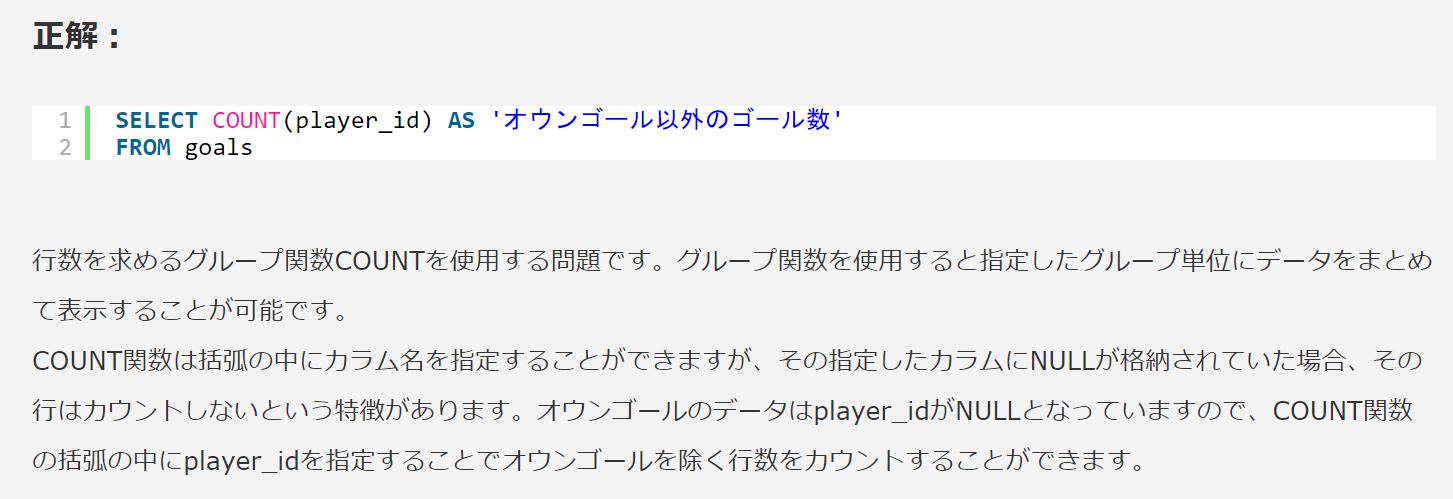 正解：
1 SELECT COUNT(player_id) AS 'オウンゴール以外のゴール数'
2 FROM goals
行数を求めるグループ関数COUNTを使用する問題です。グループ関数を使用すると指定したグループ単位にデータをまとめ
て表示することが可能です。
COUNT関数は括弧の中にカラム名を指定することができますが、その指定したカラムにNULLが格納されていた場合、その
行はカウントしないという特徴があります。オウンゴールのデータはplayer_idがNULLとなっていますので、COUNT関数
の括弧の中にplayer_idを指定することでオウンゴールを除く行数をカウントすることができます。